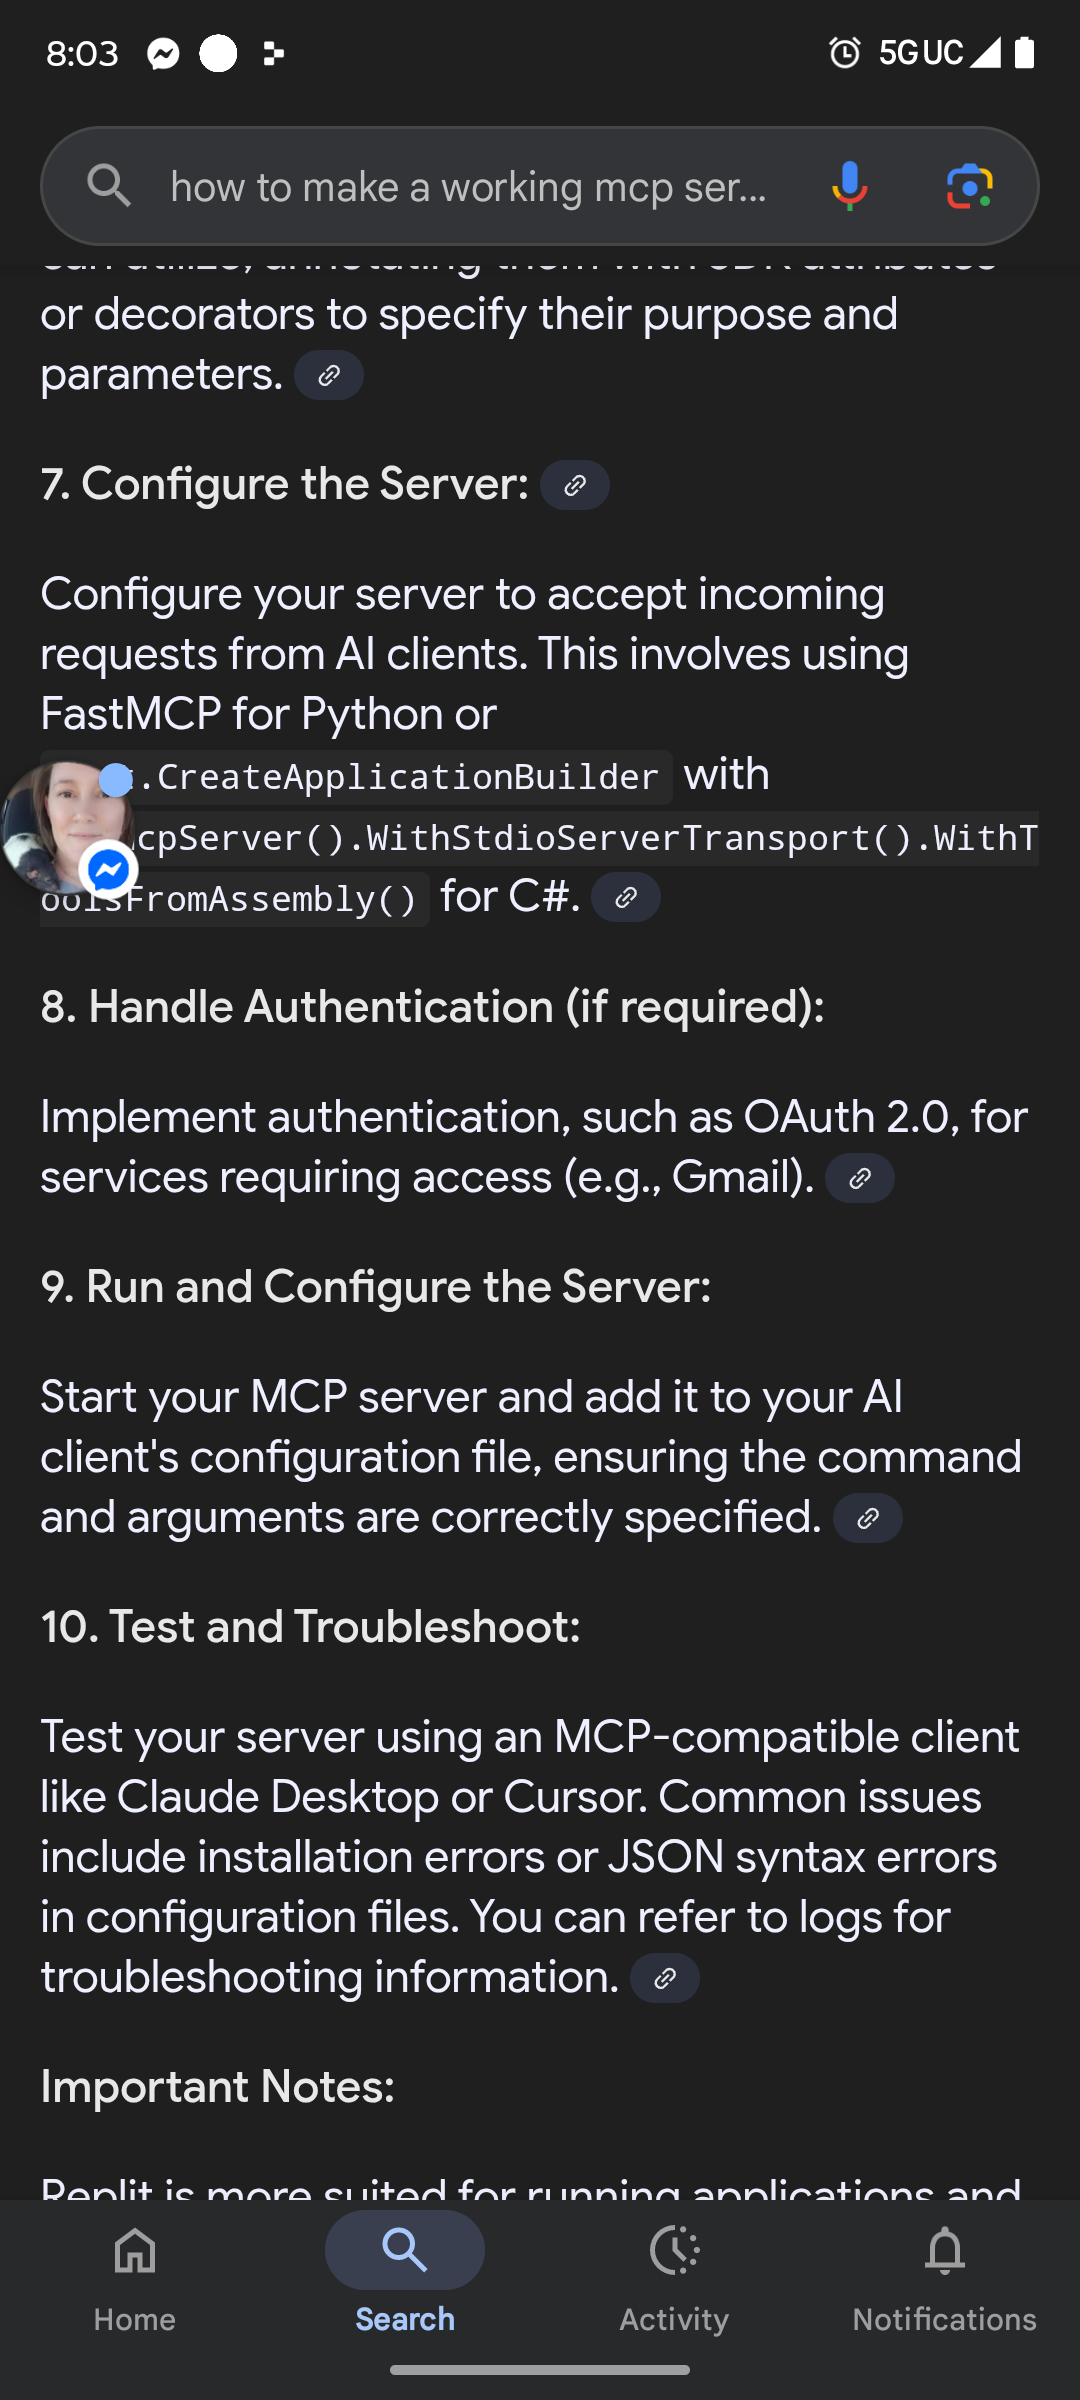 8:03
5G UC
how to make a working mcp ser...
or decorators to specify their purpose and
parameters.
7. Configure the Server:
Configure your server to accept incoming
requests from AI clients. This involves using
FastMCP for Python or
.CreateApplicationBuilder with
cpServer().WithStdioServerTransport().WithT
oolsFromAssembly() for C#.
8. Handle Authentication (if required):
Implement authentication, such as OAuth 2.0, for
services requiring access (e.g., Gmail).
9. Run and Configure the Server:
Start your MCP server and add it to your AI
client's configuration file, ensuring the command
and arguments are correctly specified.
10. Test and Troubleshoot:
Test your server using an MCP-compatible client
like Claude Desktop or Cursor. Common issues
include installation errors or JSON syntax errors
in configuration files. You can refer to logs for
troubleshooting information.
Important Notes:
Replit is more suited for running applications and
Home
Search
Activity
Notifications